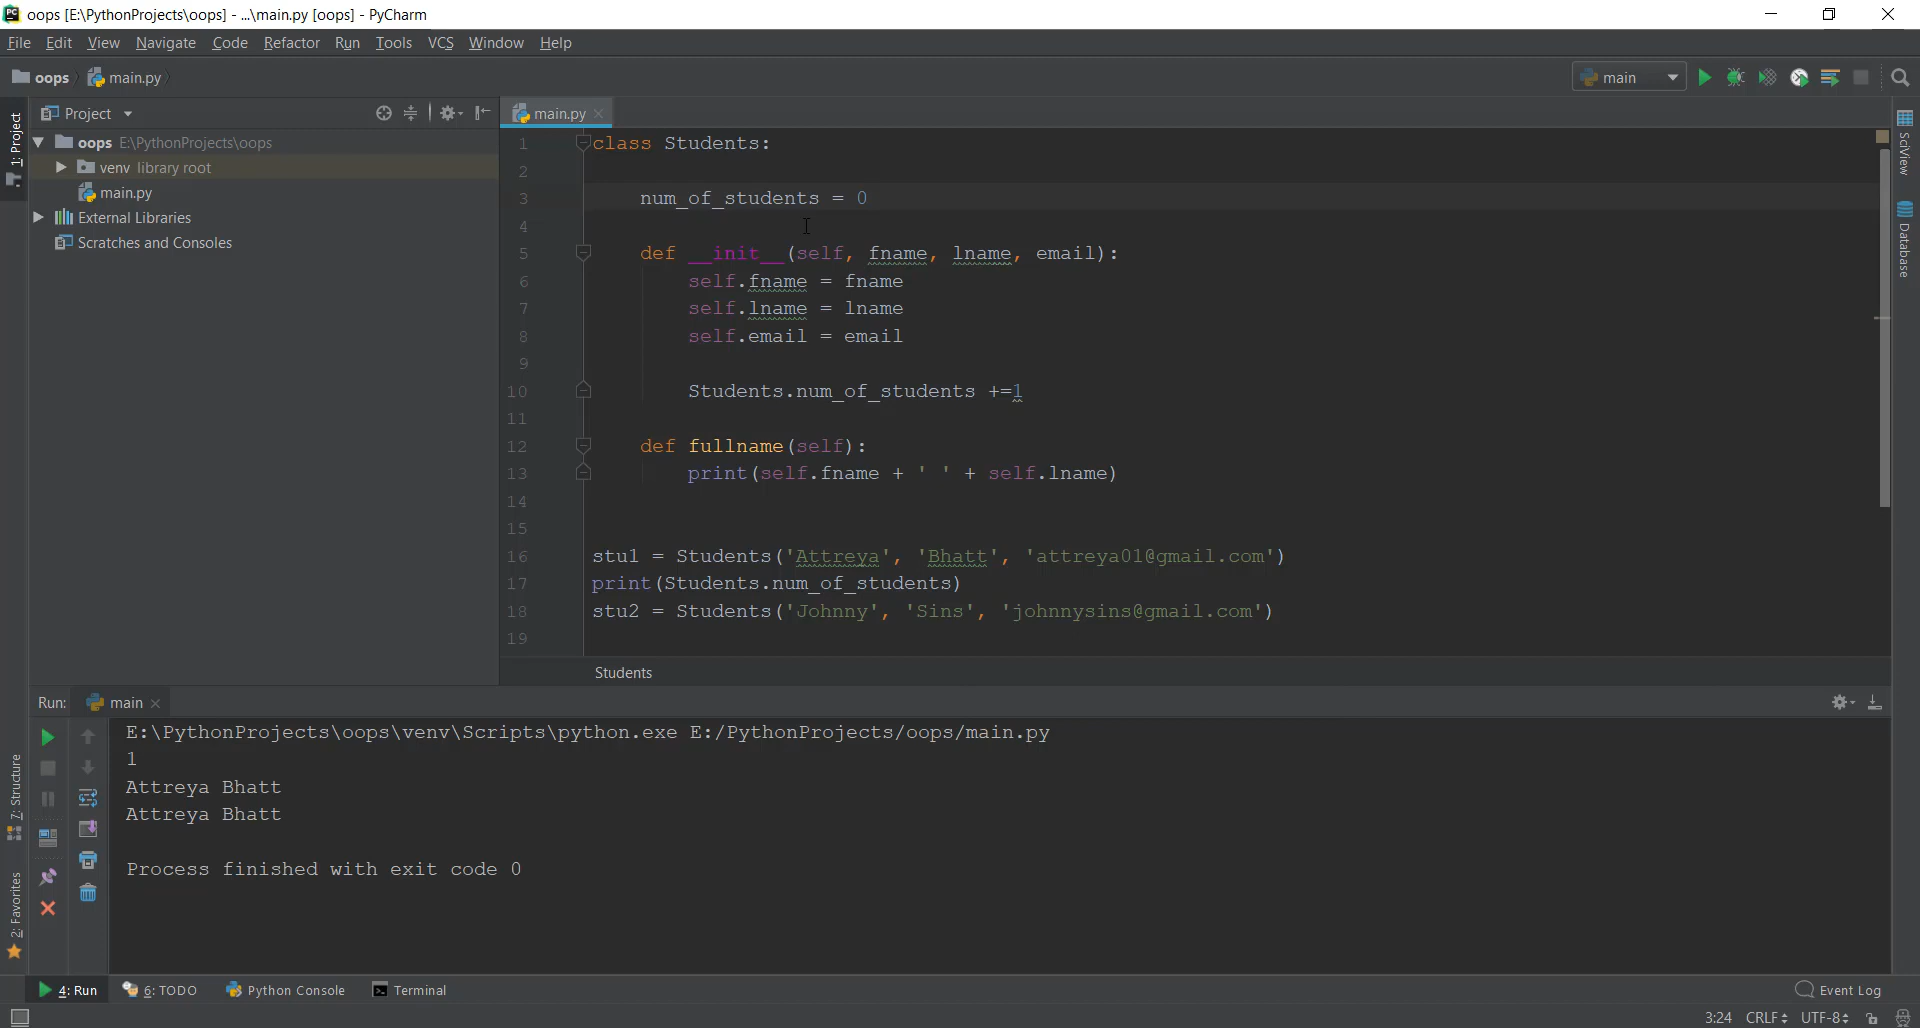 oops [E:\PythonProjects\oops] - ...\main.py [oops] - PyCharm
File Edit View Navigate Code Refactor Run Tools VCS Window Help
oops main.py main
1: Project
Project
oops E:\PythonProjects\oops
venv library root
main.py
External Libraries
Scratches and Consoles
main.py
1 class Students:
2
3 num_of_students = 0
4
5 def __init__(self, fname, lname, email):
6 self.fname = fname
7 self.lname = lname
8 self.email = email
9
10 Students.num_of_students +=1
11
12 def fullname(self):
13 print(self.fname + ' ' + self.lname)
14
15
16 stu1 = Students('Attreya', 'Bhatt', 'attreya01@gmail.com')
17 print(Students.num_of_students)
18 stu2 = Students('Johnny', 'Sins', 'johnnysins@gmail.com')
19
Students
SciView
Database
Run: main
E:\PythonProjects\oops\venv\Scripts\python.exe E:/PythonProjects/oops/main.py
1
Attreya Bhatt
Attreya Bhatt
Process finished with exit code 0
7: Structure
2: Favorites
4: Run 6: TODO Python Console Terminal Event Log
3:24 CRLF UTF-8